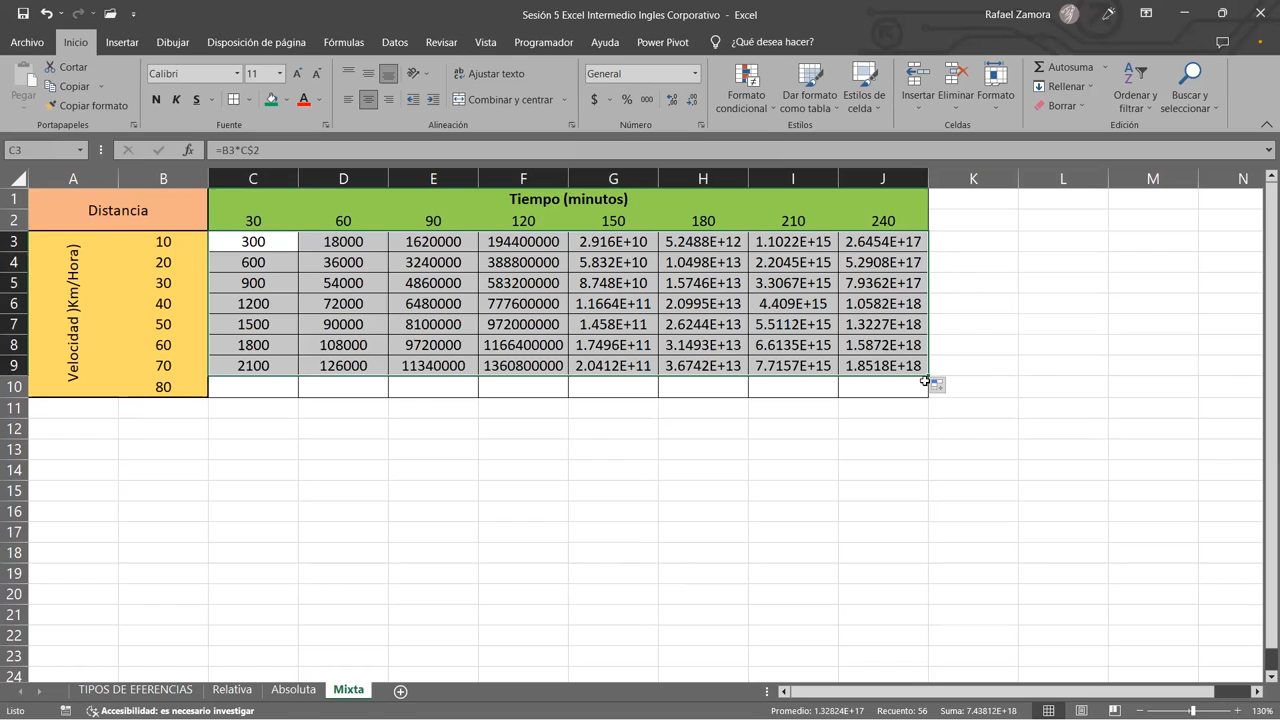 Sesión 5 Excel Intermedio Ingles Corporativo - Excel
Rafael Zamora
Archivo Inicio Insertar Dibujar Disposición de página Fórmulas Datos Revisar Vista Programador Ayuda Power Pivot ¿Qué desea hacer?
Pegar
Cortar
Copiar
Copiar formato
Portapapeles
Calibri 11
N K S
Fuente
Ajustar texto
Combinar y centrar
Alineación
General
$ % 000
Número
Formato condicional
Dar formato como tabla
Estilos de celda
Estilos
Insertar Eliminar Formato
Celdas
Autosuma
Rellenar
Borrar
Ordenar y filtrar
Buscar y seleccionar
Edición
C3 fx =B3*C$2
A B C D E F G H I J K L M N
1 Distancia Tiempo (minutos)
2 30 60 90 120 150 180 210 240
Velocidad )Km/Hora)
3 10 300 18000 1620000 194400000 2.916E+10 5.2488E+12 1.1022E+15 2.6454E+17
4 20 600 36000 3240000 388800000 5.832E+10 1.0498E+13 2.2045E+15 5.2908E+17
5 30 900 54000 4860000 583200000 8.748E+10 1.5746E+13 3.3067E+15 7.9362E+17
6 40 1200 72000 6480000 777600000 1.1664E+11 2.0995E+13 4.409E+15 1.0582E+18
7 50 1500 90000 8100000 972000000 1.458E+11 2.6244E+13 5.5112E+15 1.3227E+18
8 60 1800 108000 9720000 1166400000 1.7496E+11 3.1493E+13 6.6135E+15 1.5872E+18
9 70 2100 126000 11340000 1360800000 2.0412E+11 3.6742E+13 7.7157E+15 1.8518E+18
10 80
11
12
13
14
15
16
17
18
19
20
21
22
23
24
TIPOS DE EFERENCIAS Relativa Absoluta Mixta
Listo Accesibilidad: es necesario investigar Promedio: 1.32824E+17 Recuento: 56 Suma: 7.43812E+18 130%